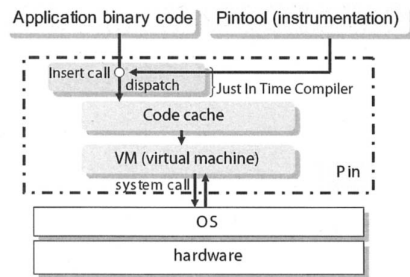 Application binary code
Pintool (instrumentation)
Insert call
dispatch
Just In Time Compiler
Code cache
VM (virtual machine)
Pin
system call
OS
hardware